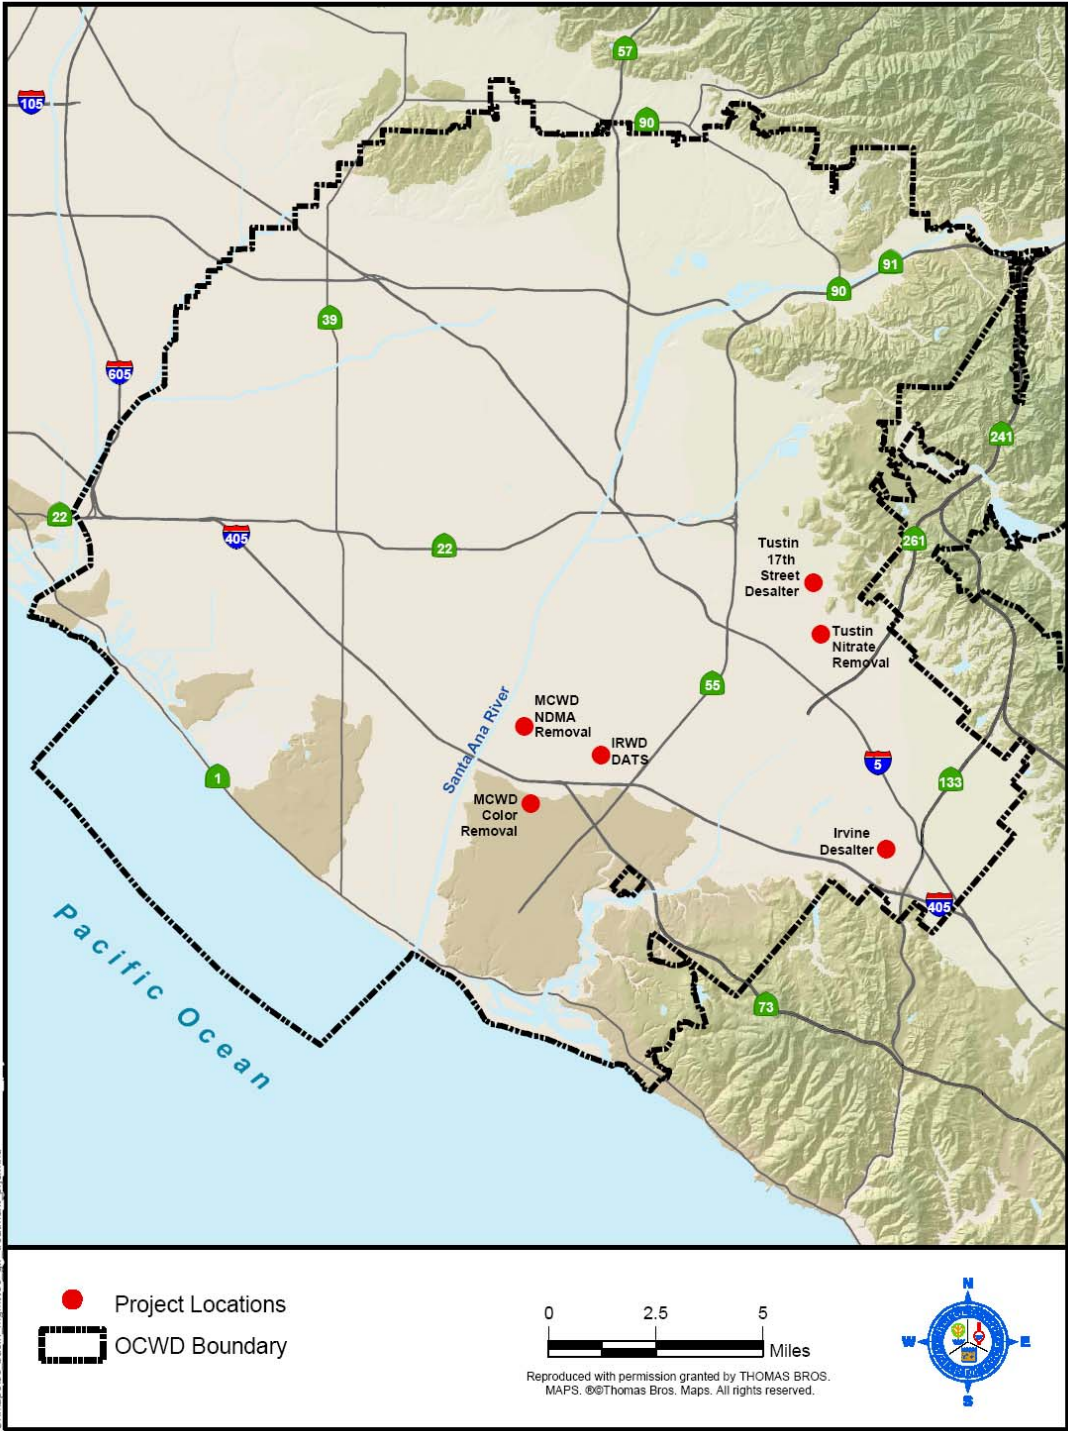 57
105
90
91
90
39
605
241
22
405
22
261
Tustin
17th
Street
Desalter
Tustin
Nitrate
Removal
55
MCWD
NDMA
Removal
Santa Ana River
IRWD
DATS
5
1
133
MCWD
Color
Removal
Irvine
Desalter
405
Pacific Ocean
73
Project Locations
OCWD Boundary
0 2.5 5
Miles
Reproduced with permission granted by THOMAS BROS.
MAPS. ®©Thomas Bros. Maps. All rights reserved.
N
W E
S